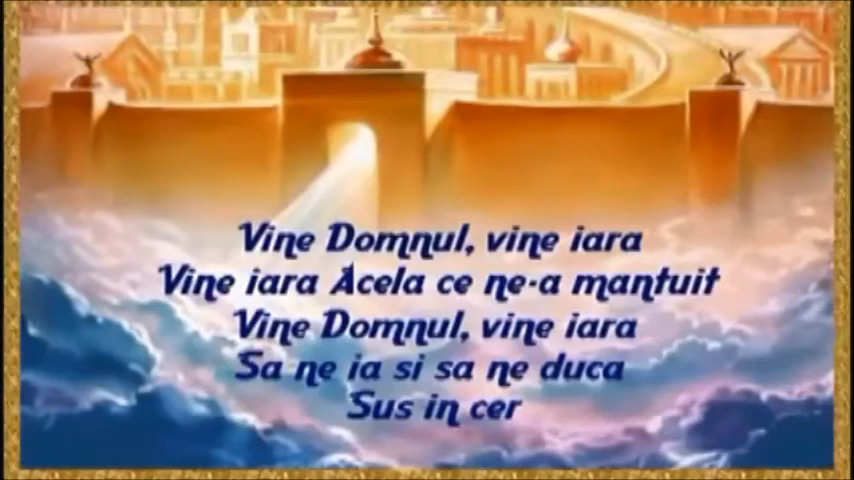 Vine Domnul, vine iara
Vine iara Acela ce ne-a mantuit
Vine Domnul, vine iara
Sa ne ia si sa ne duca
Sus in cer